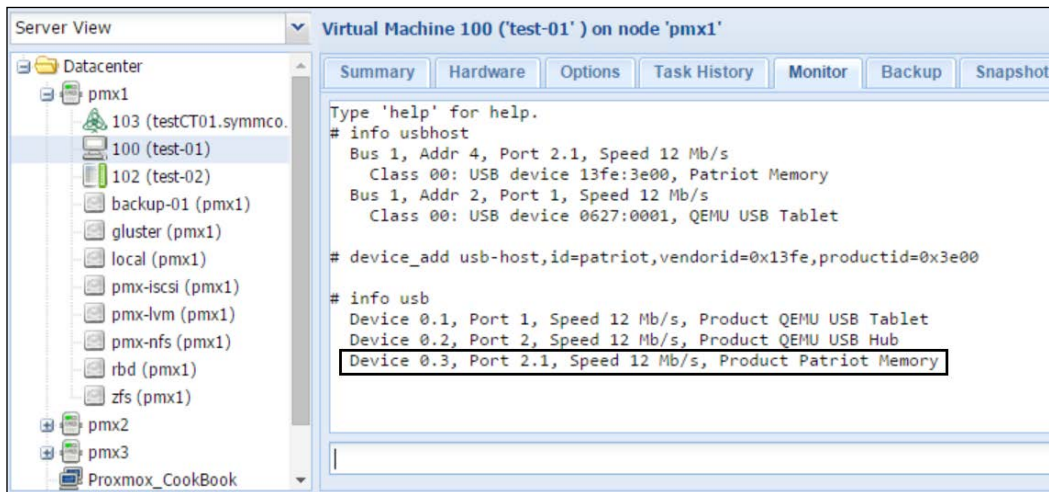 Server View
Datacenter
pmx1
103 (testCT01.symmco.
100 (test-01)
102 (test-02)
backup-01 (pmx1)
gluster (pmx1)
local (pmx1)
pmx-iscsi (pmx1)
pmx-lvm (pmx1)
pmx-nfs (pmx1)
rbd (pmx1)
zfs (pmx1)
pmx2
pmx3
Proxmox_CookBook
Virtual Machine 100 ('test-01' ) on node 'pmx1'
Summary Hardware Options Task History Monitor Backup Snapshot
Type 'help' for help.
# info usbhost
Bus 1, Addr 4, Port 2.1, Speed 12 Mb/s
Class 00: USB device 13fe:3e00, Patriot Memory
Bus 1, Addr 2, Port 1, Speed 12 Mb/s
Class 00: USB device 0627:0001, QEMU USB Tablet
# device_add usb-host,id=patriot,vendorid=0x13fe,productid=0x3e00
# info usb
Device 0.1, Port 1, Speed 12 Mb/s, Product QEMU USB Tablet
Device 0.2, Port 2, Speed 12 Mb/s, Product QEMU USB Hub
Device 0.3, Port 2.1, Speed 12 Mb/s, Product Patriot Memory